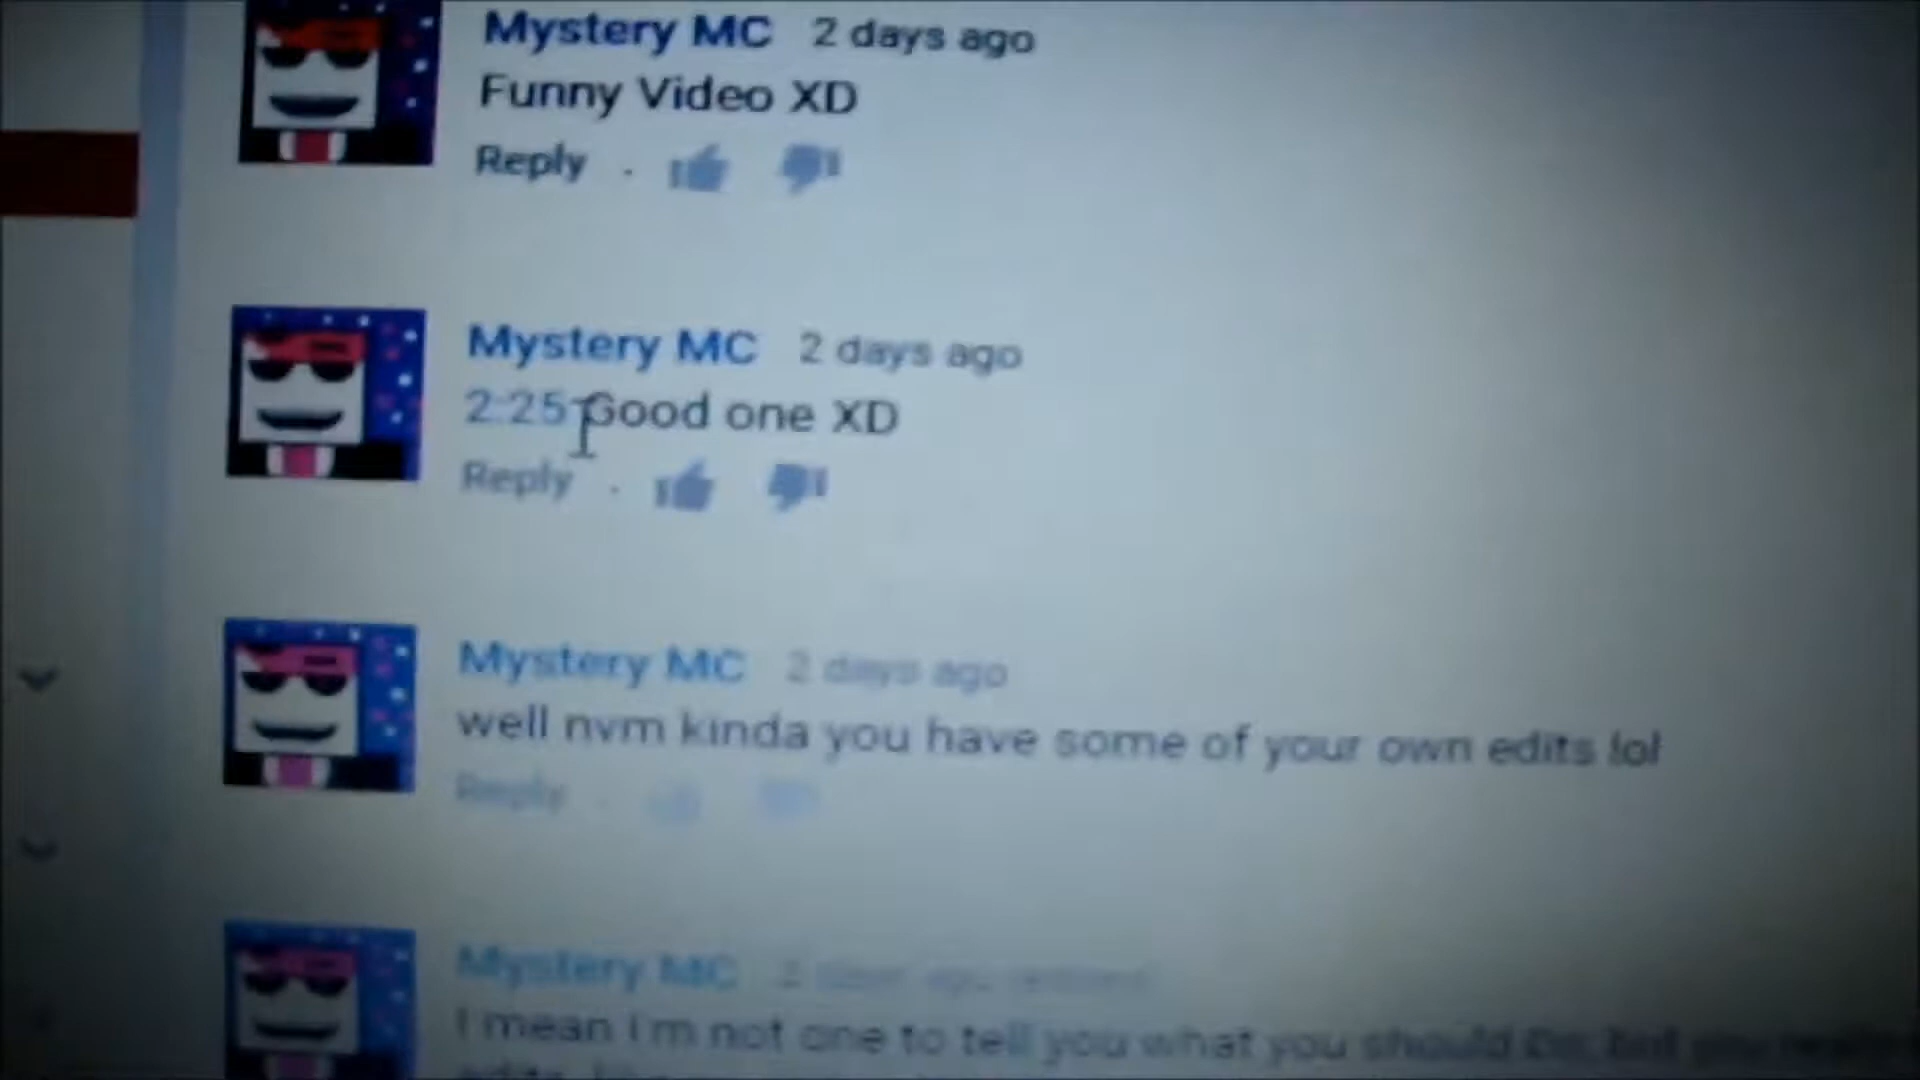 Mystery MC 2 days ago
Funny Video XD
Reply .
Mystery MC 2 days ago
2:25 Good one XD
Reply .
Mystery MC 2 days ago
well nvm kinda you have some of your own edits lol
Reply .
Mystery MC 2
I mean I'm not one to tell you what you should